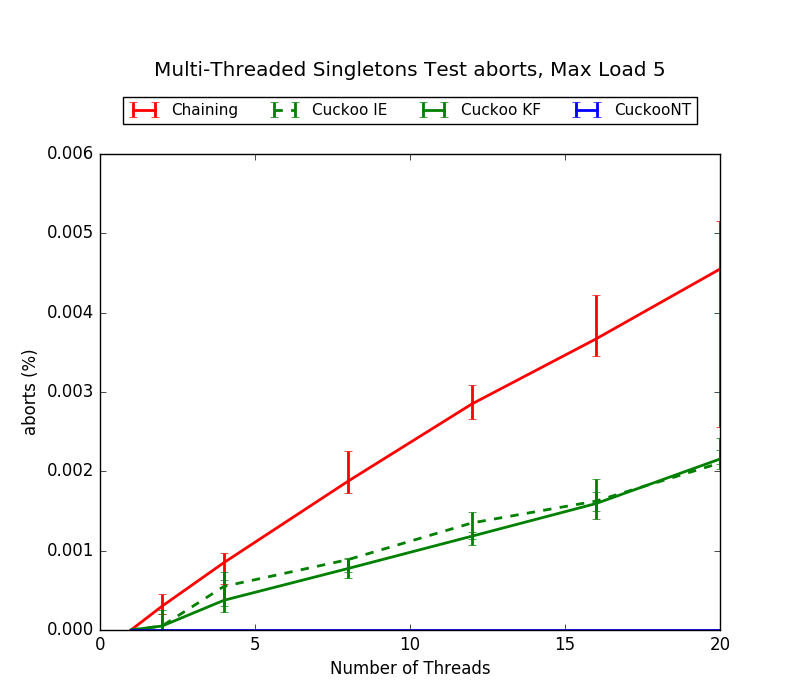 Multi-Threaded Singletons Test aborts, Max Load 5
Chaining Cuckoo IE Cuckoo KF CuckooNT
0.006
0.005
0.004
0.003
0.002
0.001
0.000
aborts (%)
0 5 10 15 20
Number of Threads